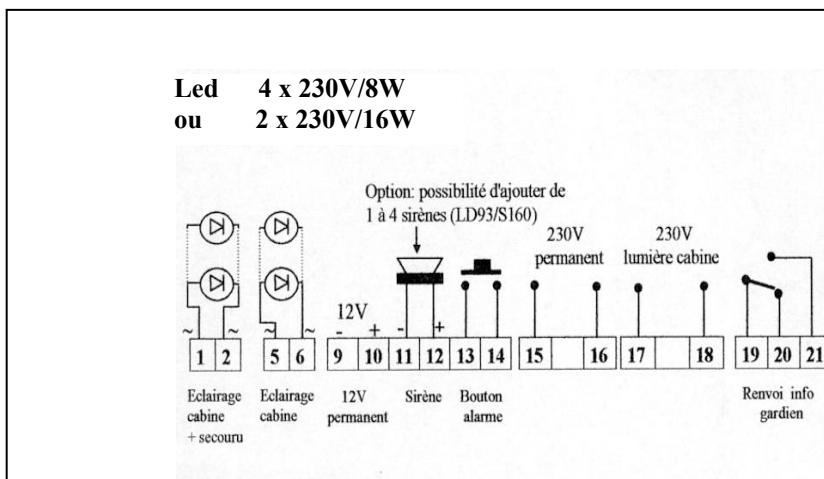 Led 4 x 230V/8W
ou 2 x 230V/16W
Option: possibilité d'ajouter de
1 à 4 sirènes (LD93/S160)
230V 230V
permanent lumière cabine
12V
~ ~ ~ ~ - + - +
1 2 5 6 9 10 11 12 13 14 15 16 17 18 19 20 21
Eclairage Eclairage 12V Sirène Bouton Renvoi info
cabine cabine permanent alarme gardien
+ secouru